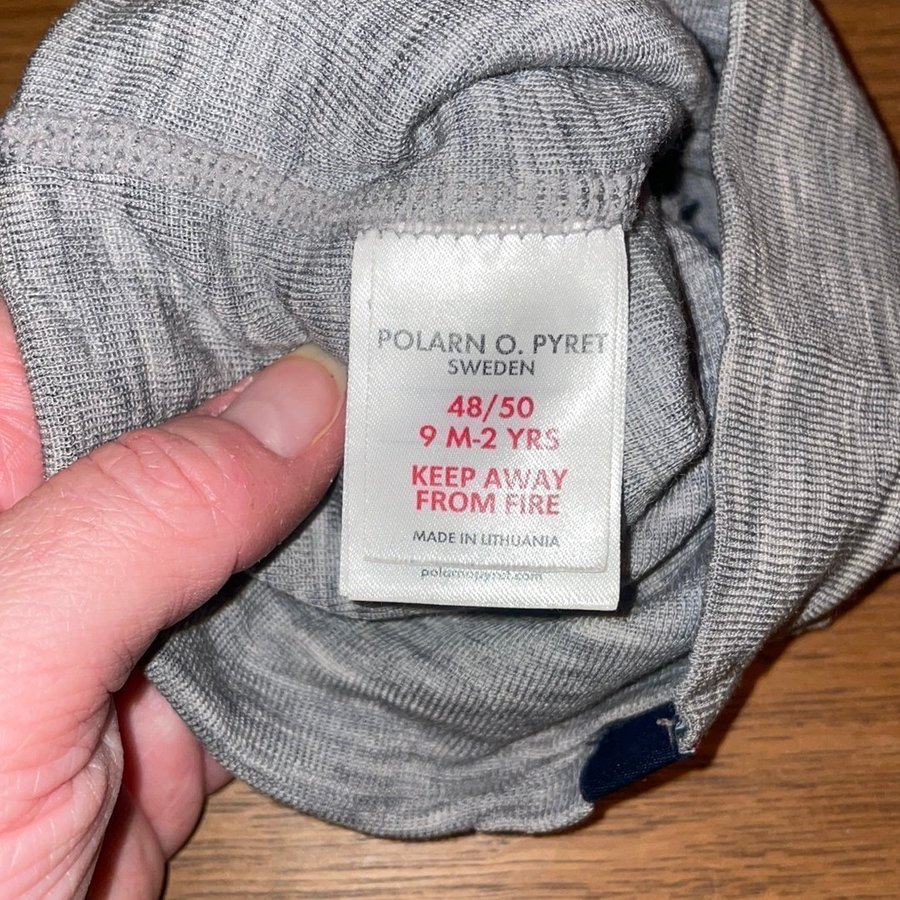 POLARN O. PYRET
SWEDEN
48/50
9 M-2 YRS
KEEP AWAY
FROM FIRE
MADE IN LITHUANIA
polarnopyret.com